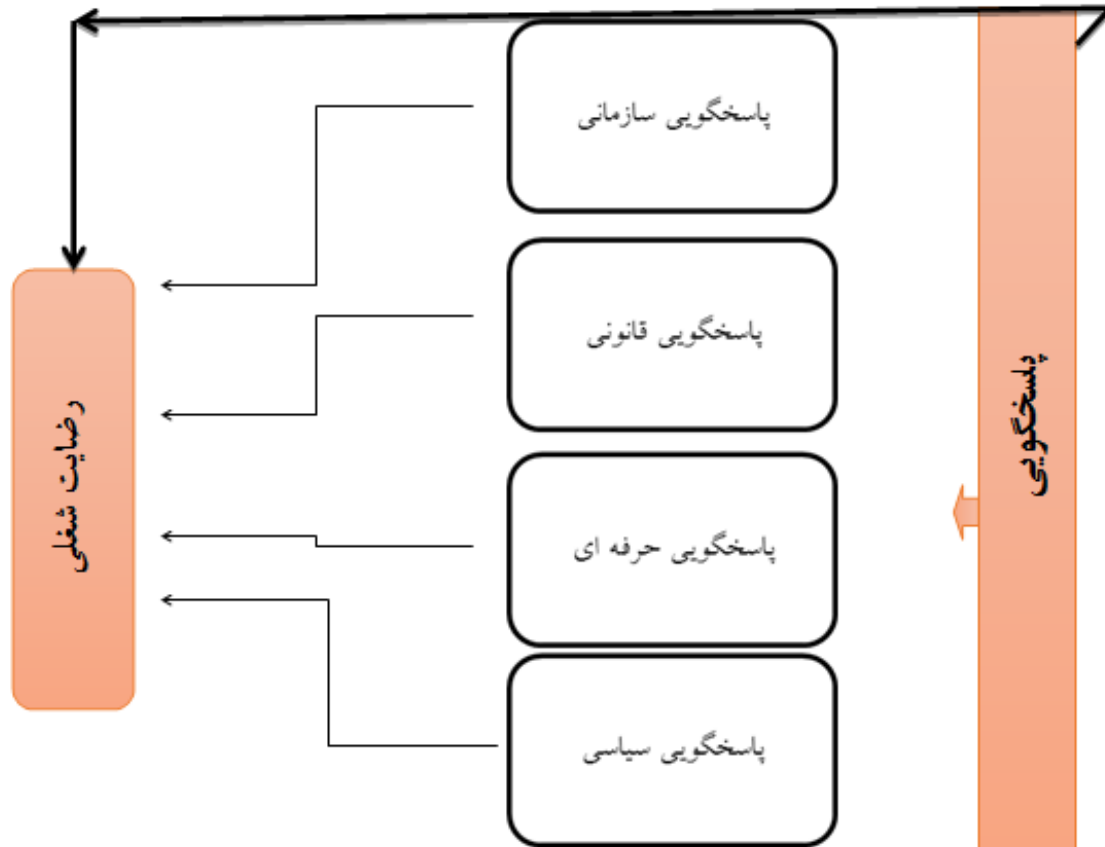 پاسخگویی
پاسخگویی سازمانی
پاسخگویی قانونی
پاسخگویی حرفه ای
پاسخگویی سیاسی
رضایت شغلی